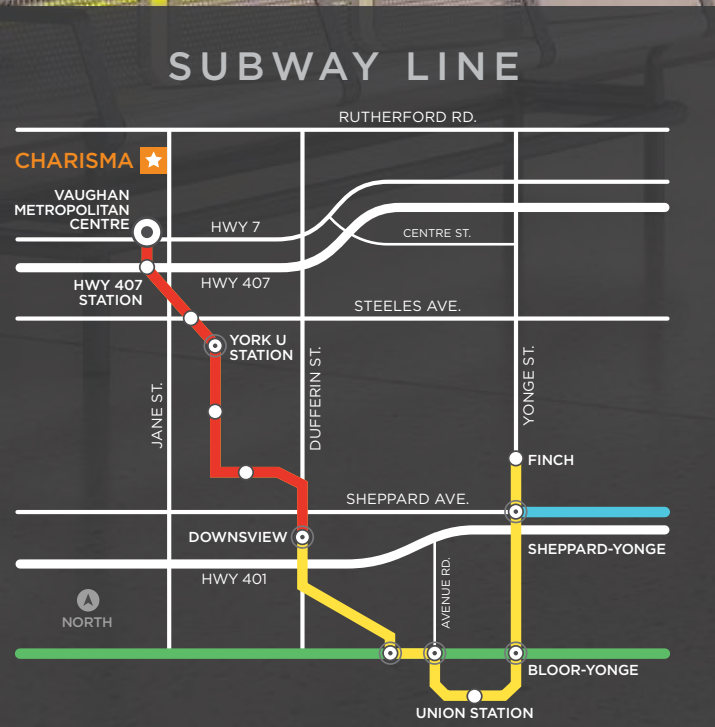 SUBWAY LINE
RUTHERFORD RD.
CHARISMA
VAUGHAN
METROPOLITAN
CENTRE
HWY 7
CENTRE ST.
HWY 407
HWY 407
STATION
STEELES AVE.
YORK U
STATION
JANE ST.
DUFFERIN ST.
YONGE ST.
FINCH
SHEPPARD AVE.
DOWNSVIEW
SHEPPARD-YONGE
HWY 401
AVENUE RD.
NORTH
BLOOR-YONGE
UNION STATION